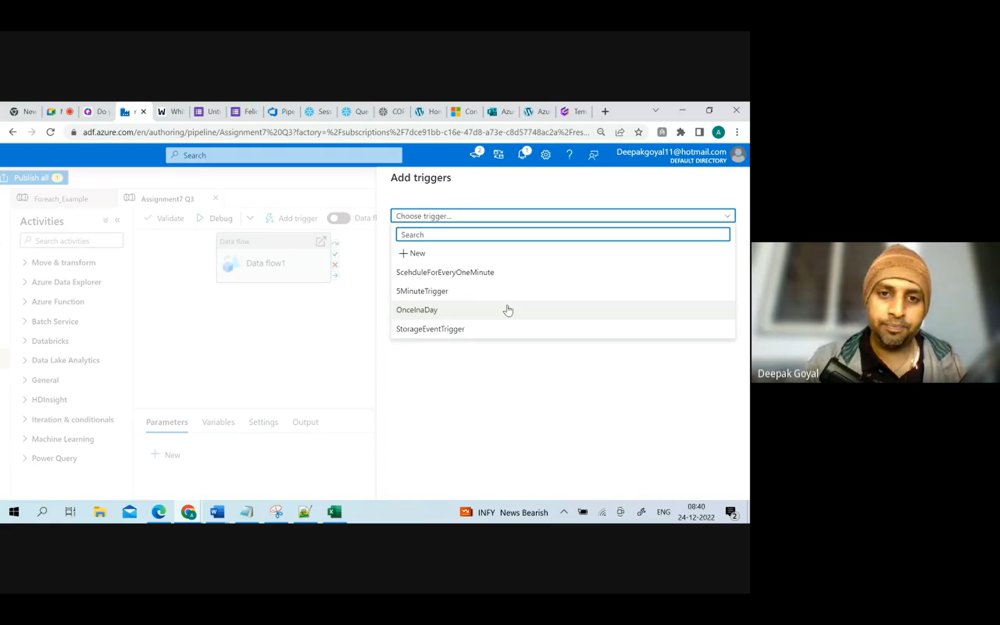 New
Do y
r
Whi
Unti
Felic
Pipe
Sess
Que
COP
Hon
Con
Azu
Azu
Tem
adf.azure.com/en/authoring/pipeline/Assignment7%20Q3?factory=%2Fsubscriptions%2F7dce91bb-c16e-47d8-a73e-c8d57748ac2a%2Fres...
A
Search
2
1
Deepakgoyal11@hotmail.com
DEFAULT DIRECTORY
Publish all 1
Add triggers
Foreach_Example
Assignment7 Q3
Activities
Validate
Debug
Add trigger
Data fl
Choose trigger...
Search activities
Data flow
Search
Move & transform
Data flow1
New
Azure Data Explorer
ScehduleForEveryOneMinute
Azure Function
5MinuteTrigger
Batch Service
OnceInaDay
Databricks
StorageEventTrigger
Data Lake Analytics
General
HDInsight
Iteration & conditionals
Machine Learning
Power Query
Parameters
Variables
Settings
Output
New
Deepak Goyal
INFY News Bearish
ENG
08:40
24-12-2022
2